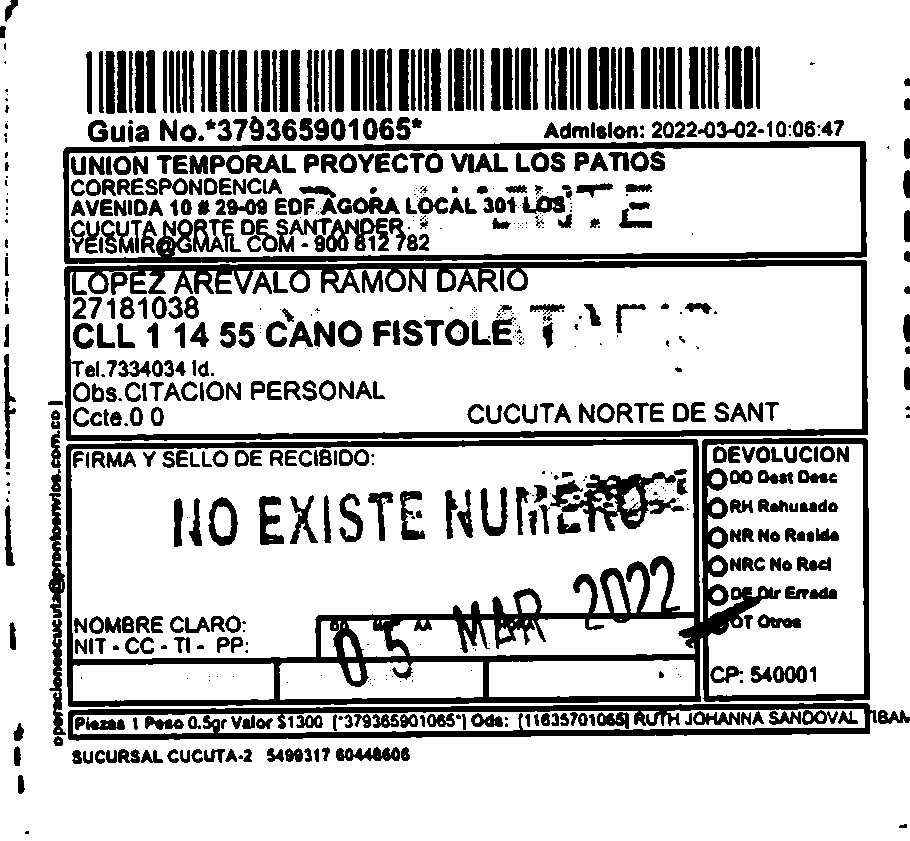 Guia No.*379365901065*
Admision: 2022-03-02-10:06:47
UNION TEMPORAL PROYECTO VIAL LOS PATIOS
CORRESPONDENCIA
AVENIDA 10 # 29-09 EDF AGORA LOCAL 301 LOS
CUCUTA NORTE DE SANTANDER
YEISMIR@GMAIL COM - 900 812 782
LOPEZ AREVALO RAMON DARIO
27181038
CLL 1 14 55 CANO FISTOLE
Tel.7334034 Id.
Obs.CITACION PERSONAL
Ccte.0 0
CUCUTA NORTE DE SANT
FIRMA Y SELLO DE RECIBIDO:
NO EXISTE NUMERO
05 MAR 2022
NOMBRE CLARO:
NIT - CC - TI - PP:
DEVOLUCION
DD Dest Desc
RH Rehusado
NR No Reside
NRC No Recl
DE Dir Errada
OT Otros
CP: 540001
operacionescucuta@prontoenvios.com.co
Piezas 1 Peso 0.5gr Valor $1300 (*379365901065*) Ods: [11635701065] RUTH JOHANNA SANDOVAL TIBAM
SUCURSAL CUCUTA-2 5499317 60448606